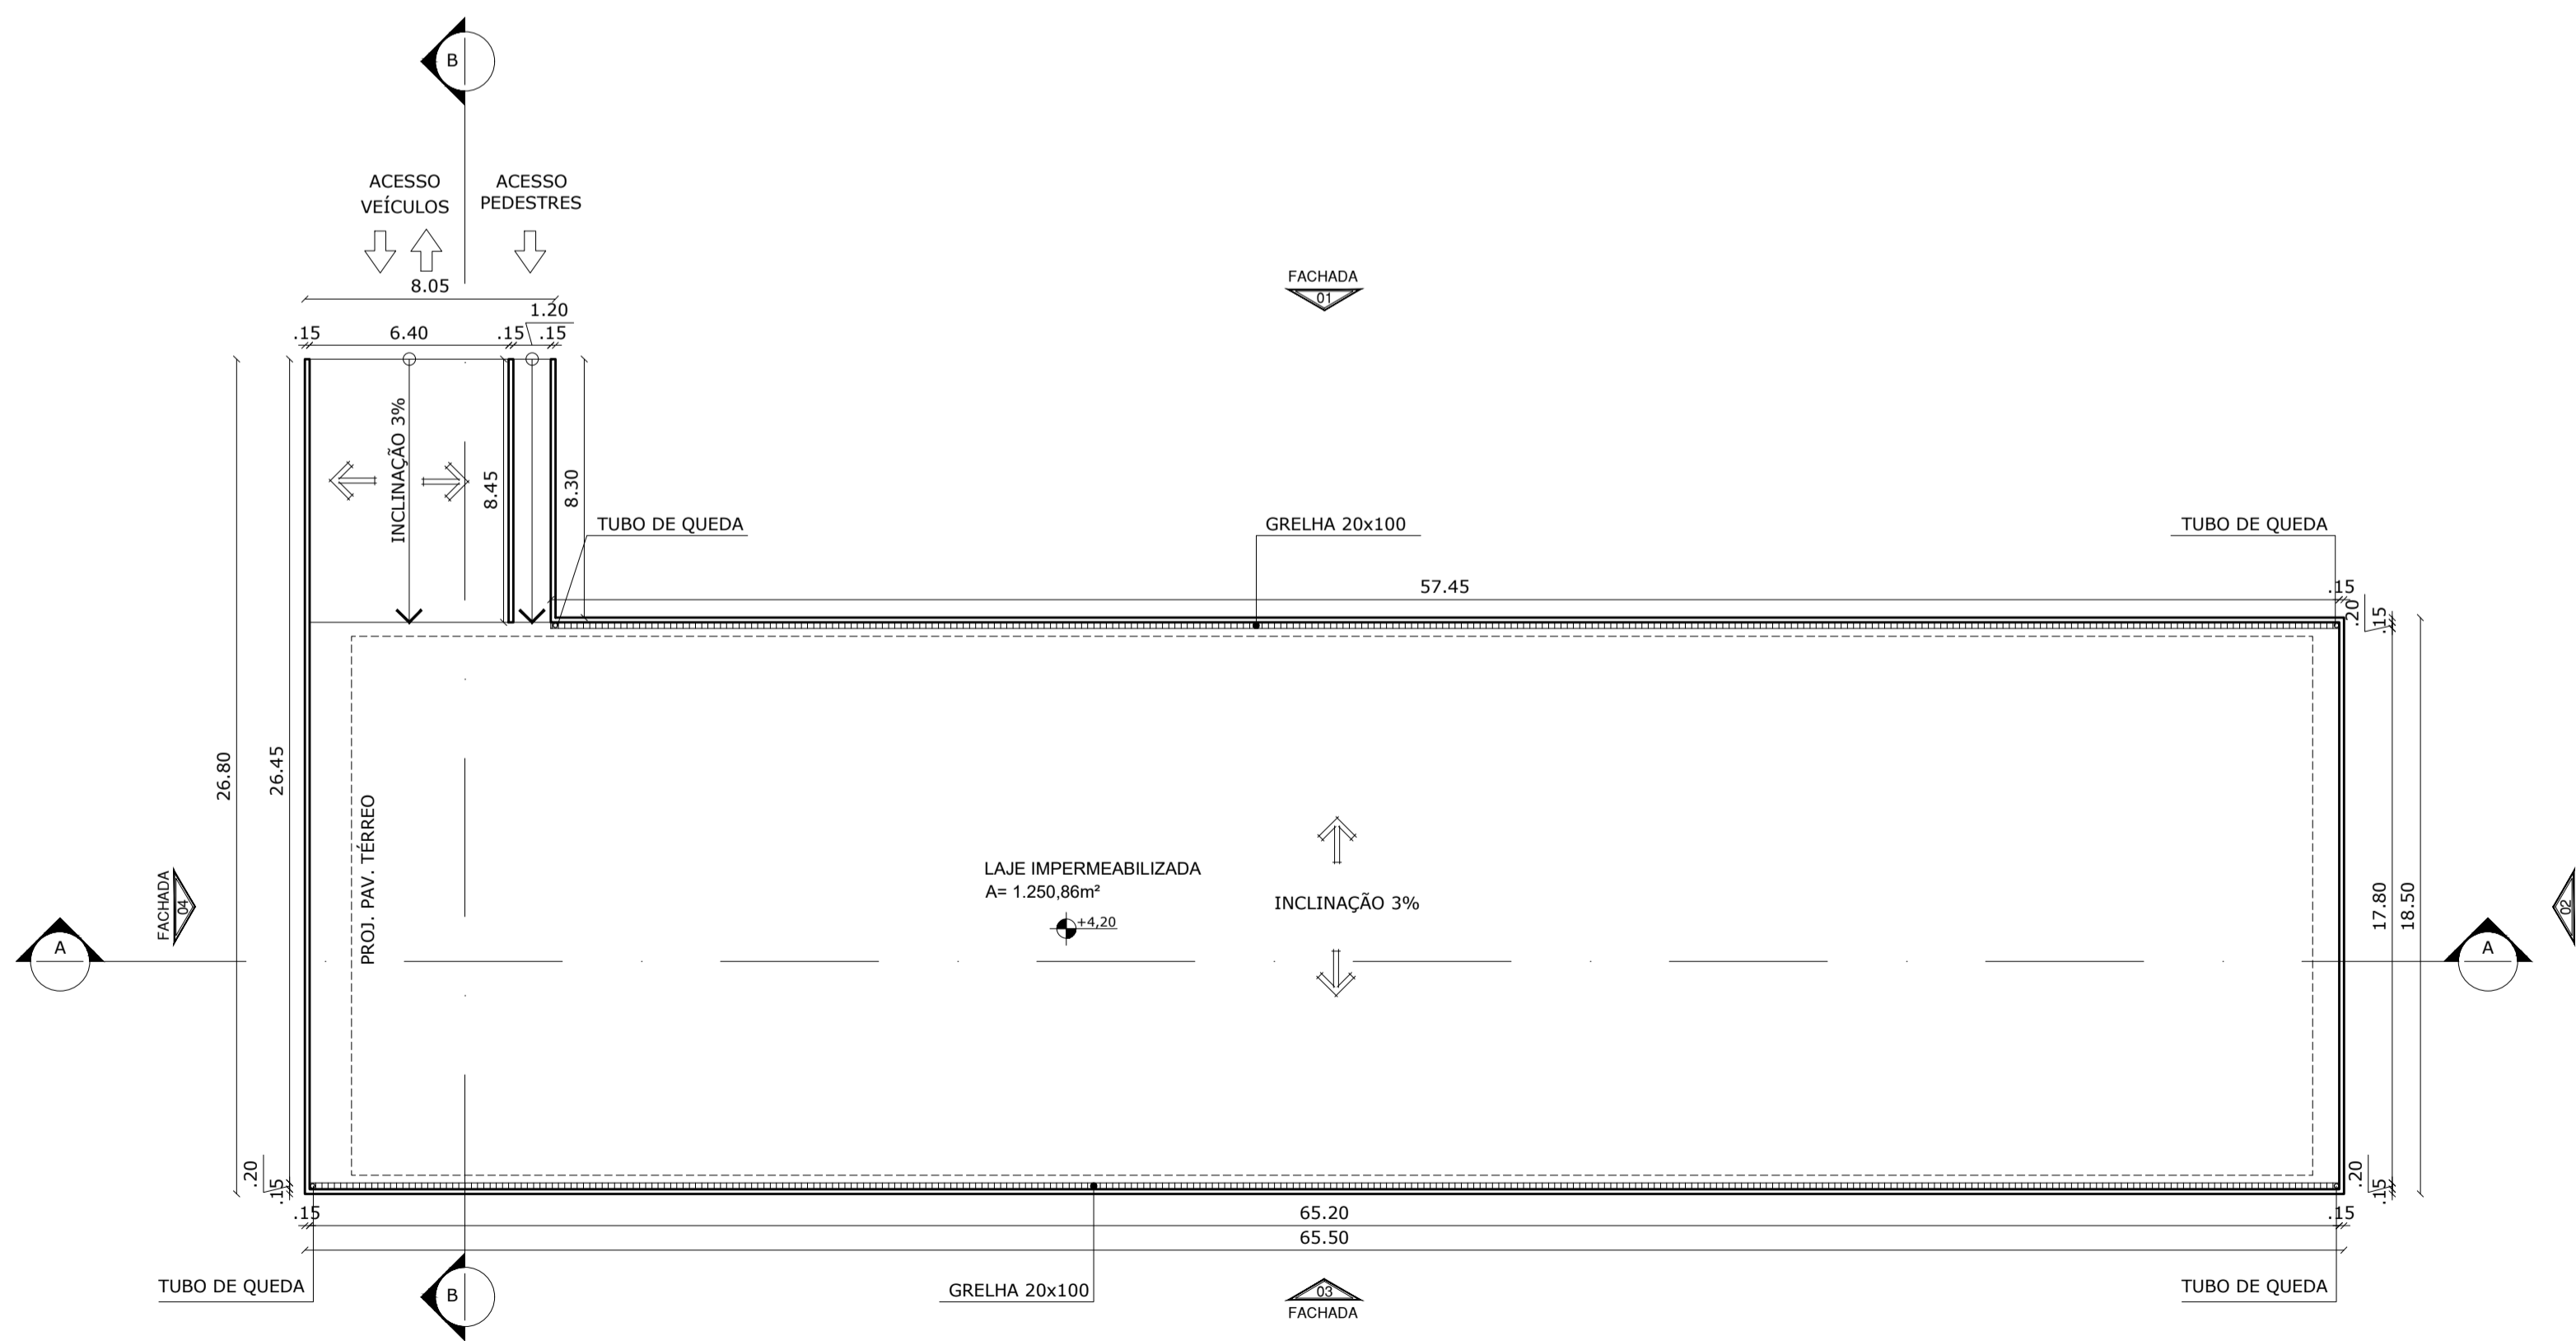 B
ACESSO
VEÍCULOS
ACESSO
PEDESTRES
8.05
1.20
.15
6.40
.15
.15
FACHADA
01
INCLINAÇÃO 3%
8.45
8.30
TUBO DE QUEDA
GRELHA 20x100
TUBO DE QUEDA
57.45
.15
.20
.15
26.80
26.45
PROJ. PAV. TÉRREO
LAJE IMPERMEABILIZADA
A= 1.250,86m²
+4,20
INCLINAÇÃO 3%
17.80
18.50
FACHADA
04
02
A
A
.20
.15
.20
.15
.15
65.20
.15
65.50
TUBO DE QUEDA
B
GRELHA 20x100
03
FACHADA
TUBO DE QUEDA